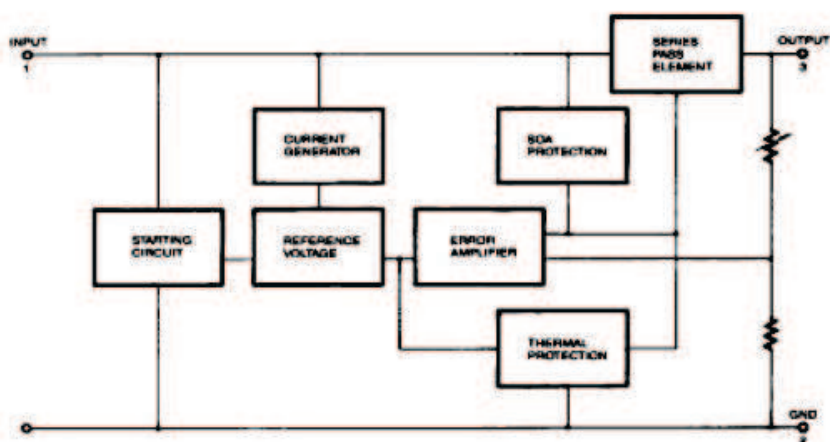 INPUT
1
SERIES
PASS
ELEMENT
OUTPUT
3
CURRENT
GENERATOR
SOA
PROTECTION
STARTING
CIRCUIT
REFERENCE
VOLTAGE
ERROR
AMPLIFIER
THERMAL
PROTECTION
GND